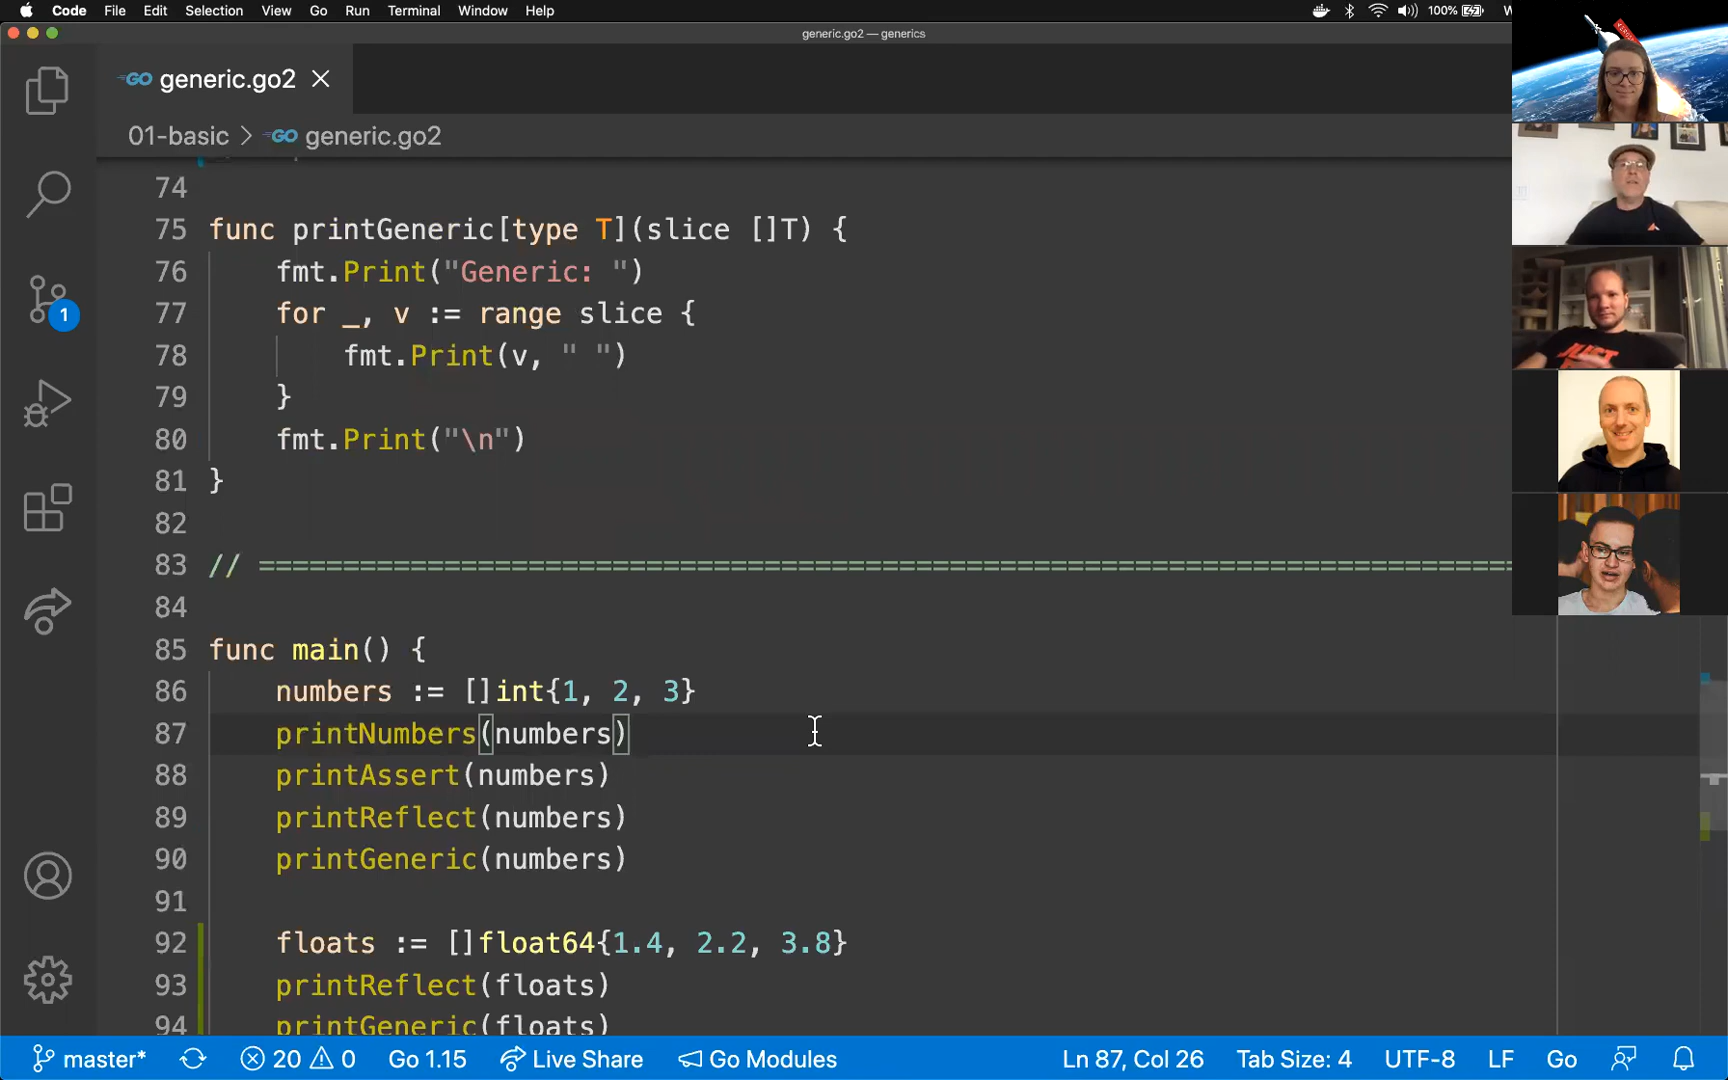 Code File Edit Selection View Go Run Terminal Window Help 100%
generic.go2 — generics
GO generic.go2
01-basic > GO generic.go2
74
75 func printGeneric[type T](slice []T) {
76 fmt.Print("Generic: ")
77 for _, v := range slice {
78 fmt.Print(v, " ")
79 }
80 fmt.Print("\n")
81 }
82
83 // ===========================================================================
84
85 func main() {
86 numbers := []int{1, 2, 3}
87 printNumbers(numbers)
88 printAssert(numbers)
89 printReflect(numbers)
90 printGeneric(numbers)
91
92 floats := []float64{1.4, 2.2, 3.8}
93 printReflect(floats)
94 printGeneric(floats)
1
master* 20 0 Go 1.15 Live Share Go Modules Ln 87, Col 26 Tab Size: 4 UTF-8 LF Go